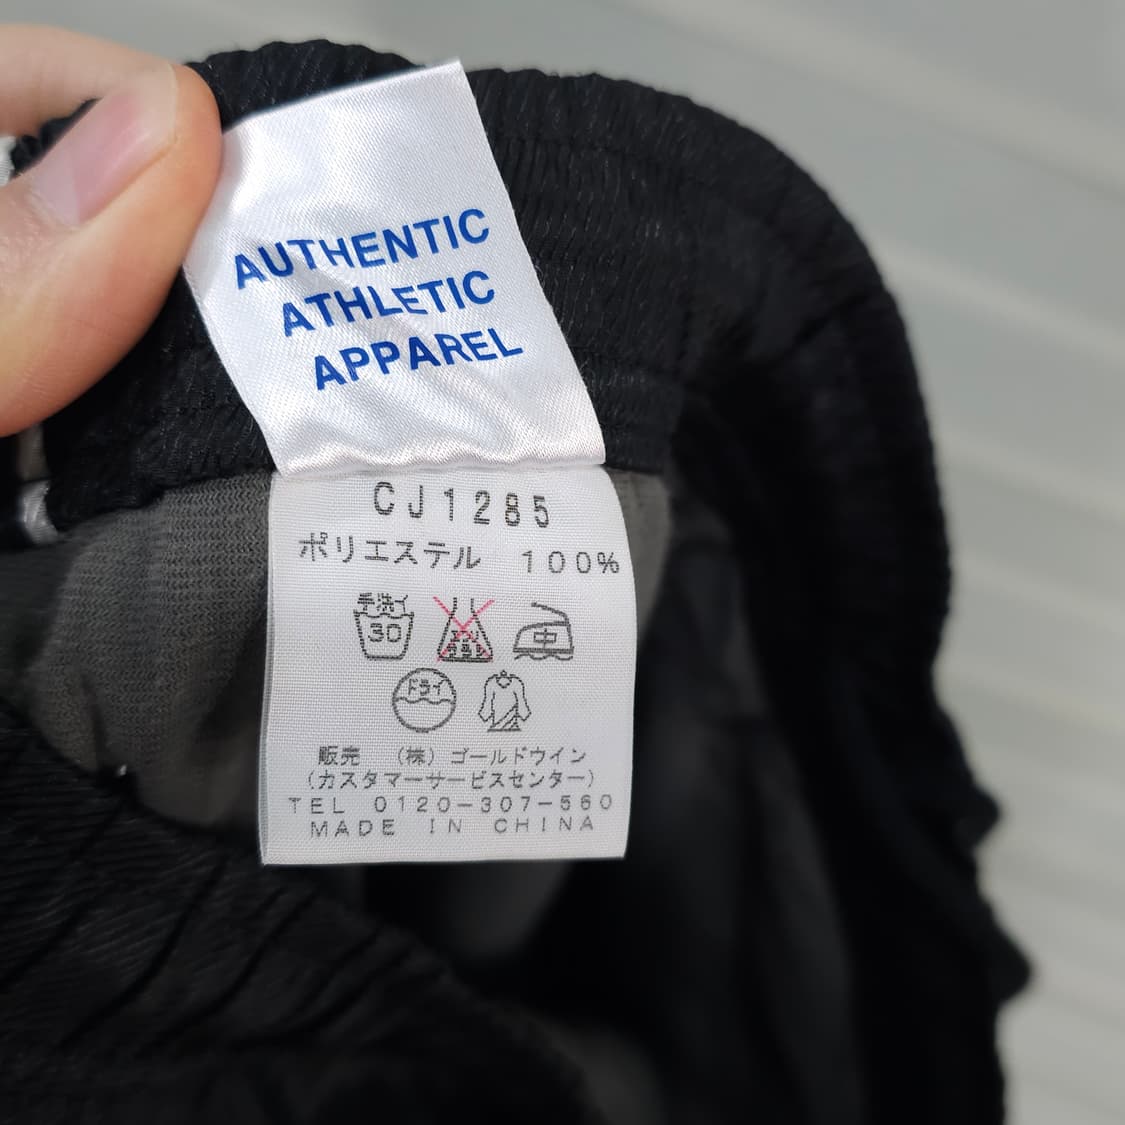 AUTHENTIC
ATHLETIC
APPAREL
CJ1285
ポリエステル 100%
手洗イ
30
中
ドライ
販売 (株)ゴールドウイン
(カスタマーサービスセンター)
TEL 0120-307-560
MADE IN CHINA